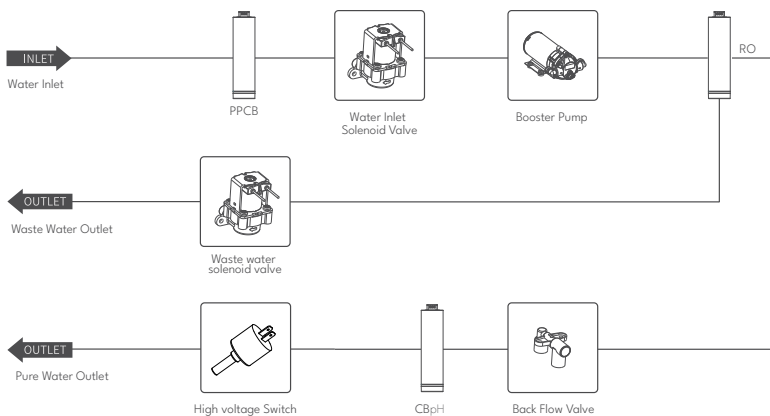 INLET
Water Inlet
PPCB
Water Inlet
Solenoid Valve
Booster Pump
RO
OUTLET
Waste Water Outlet
Waste water
solenoid valve
OUTLET
Pure Water Outlet
High voltage Switch
CBpH
Back Flow Valve